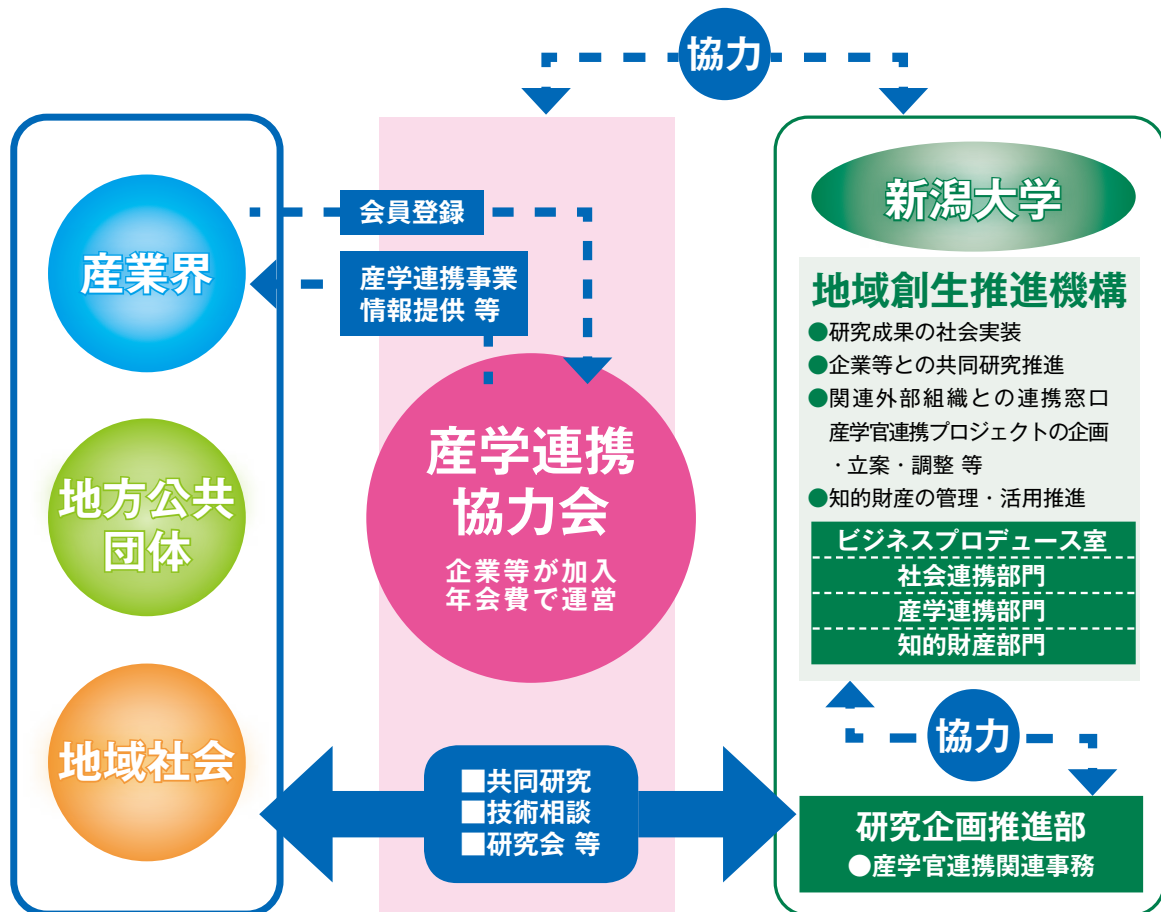 協力
産業界
地方公共
団体
地域社会
会員登録
産学連携事業
情報提供 等
産学連携
協力会
企業等が加入
年会費で運営
■共同研究
■技術相談
■研究会 等
新潟大学
地域創生推進機構
●研究成果の社会実装
●企業等との共同研究推進
●関連外部組織との連携窓口
産学官連携プロジェクトの企画
・立案・調整 等
●知的財産の管理・活用推進
ビジネスプロデュース室
社会連携部門
産学連携部門
知的財産部門
協力
研究企画推進部
●産学官連携関連事務